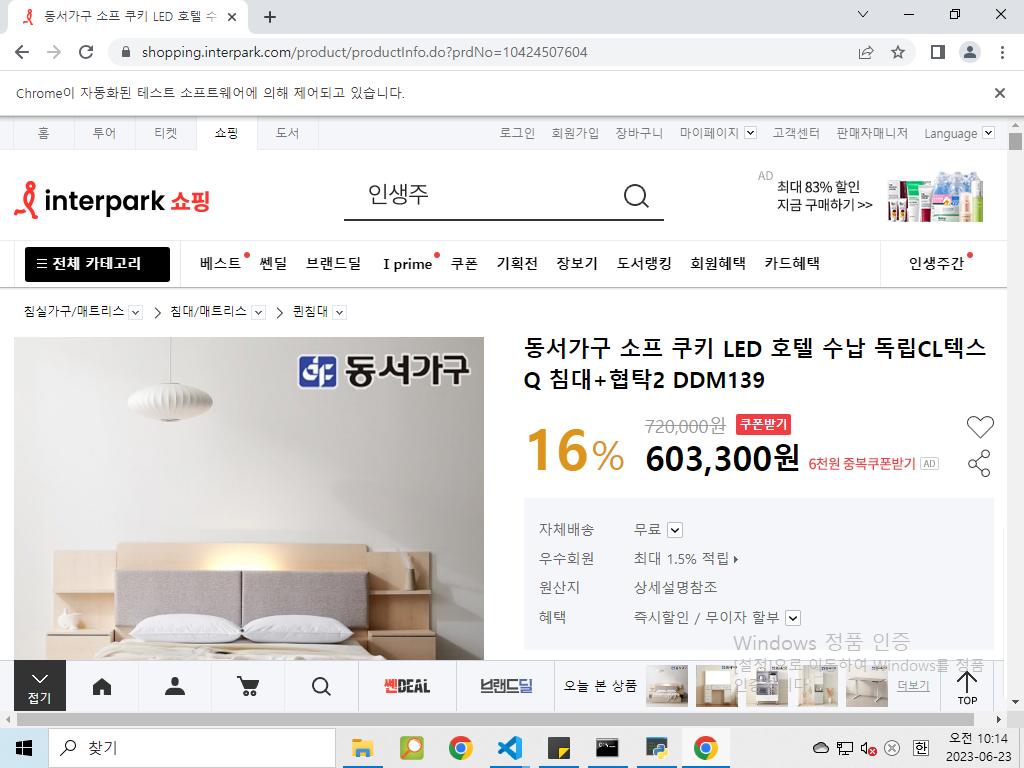 동서가구 소프 쿠키 LED 호텔 수
shopping.interpark.com/product/productInfo.do?prdNo=10424507604
Chrome이 자동화된 테스트 소프트웨어에 의해 제어되고 있습니다.
홈 투어 티켓 쇼핑 도서 로그인 회원가입 장바구니 마이페이지 고객센터 판매자매니저 Language
interpark 쇼핑
인생주
AD 최대 83% 할인
지금 구매하기 >>
전체 카테고리 베스트 쎈딜 브랜드딜 I prime 쿠폰 기획전 장보기 도서랭킹 회원혜택 카드혜택 인생주간
침실가구/매트리스 침대/매트리스 퀸침대
동서가구
동서가구 소프 쿠키 LED 호텔 수납 독립CL텍스
Q 침대+협탁2 DDM139
16%
720,000원 쿠폰받기
603,300원 6천원 중복쿠폰받기 AD
자체배송 무료
우수회원 최대 1.5% 적립
원산지 상세설명참조
혜택 즉시할인 / 무이자 할부
Windows 정품 인증
[설정]으로 이동하여 Windows를 정품
인증합니다.
접기 쎈DEAL 브랜드딜 오늘 본 상품 더보기 TOP
찾기
한
오전 10:14
2023-06-23